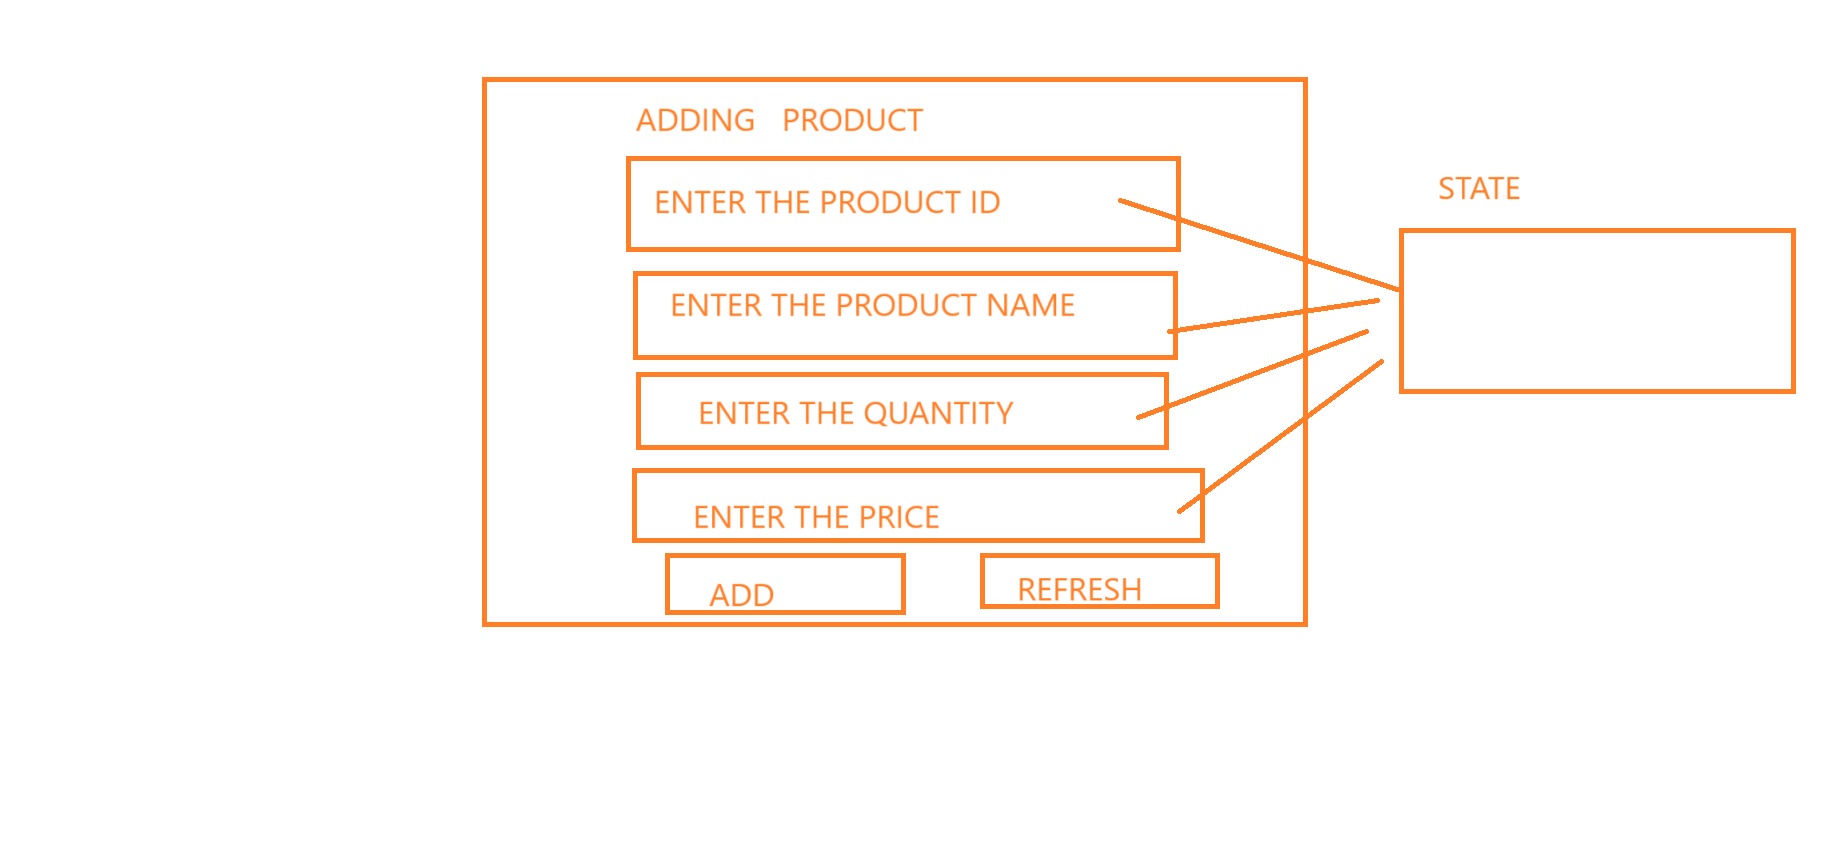 ADDING PRODUCT
ENTER THE PRODUCT ID
STATE
ENTER THE PRODUCT NAME
ENTER THE QUANTITY
ENTER THE PRICE
ADD
REFRESH